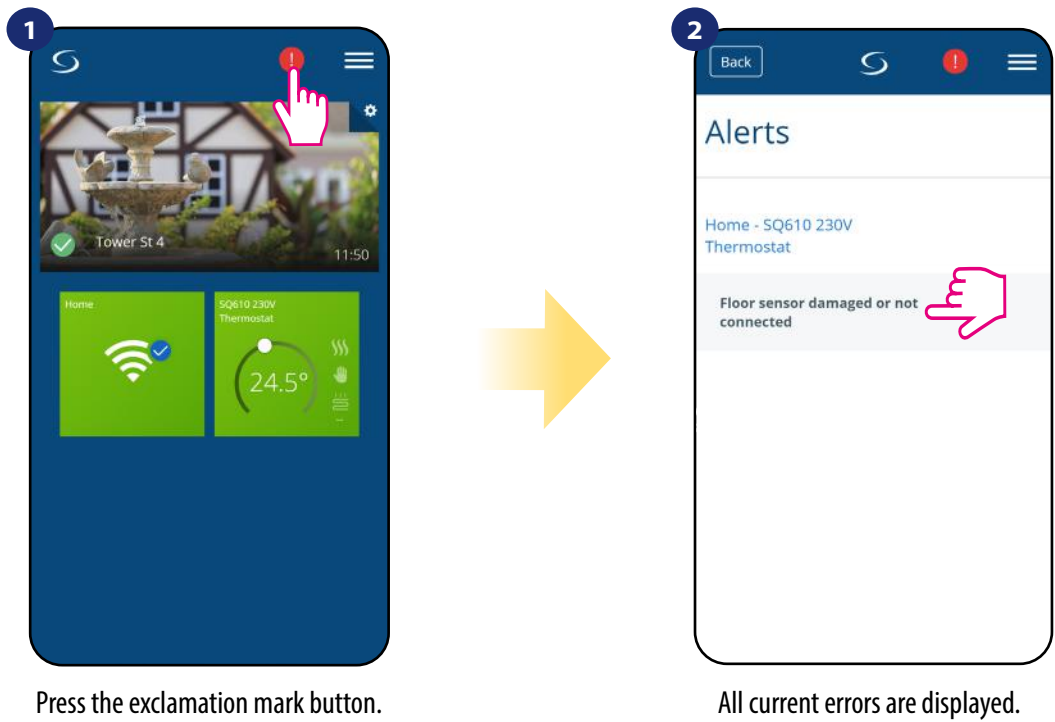 1
!
Tower St 4
11:50
Home
SQ610 230V
Thermostat
24.5°
Press the exclamation mark button.
2
Back
!
Alerts
Home - SQ610 230V
Thermostat
Floor sensor damaged or not
connected
All current errors are displayed.